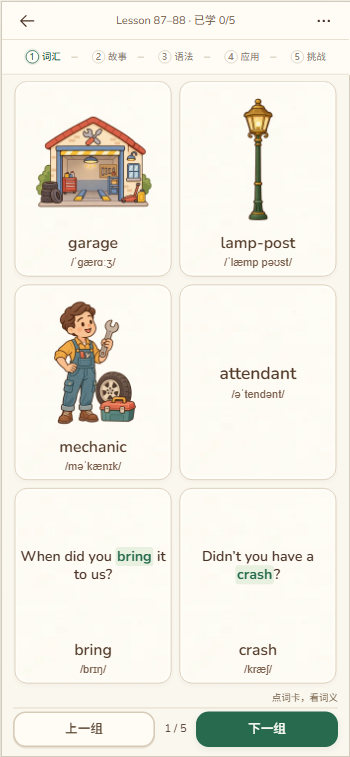 Lesson 87–88 · 已学 0/5
1 词汇 – 2 故事 – 3 语法 – 4 应用 – 5 挑战
garage
/ˈɡærɑːʒ/
lamp-post
/ˈlæmp pəʊst/
mechanic
/məˈkænɪk/
attendant
/əˈtendənt/
When did you bring it
to us?
bring
/brɪŋ/
Didn't you have a
crash?
crash
/kræʃ/
点词卡，看词义
上一组
1 / 5
下一组